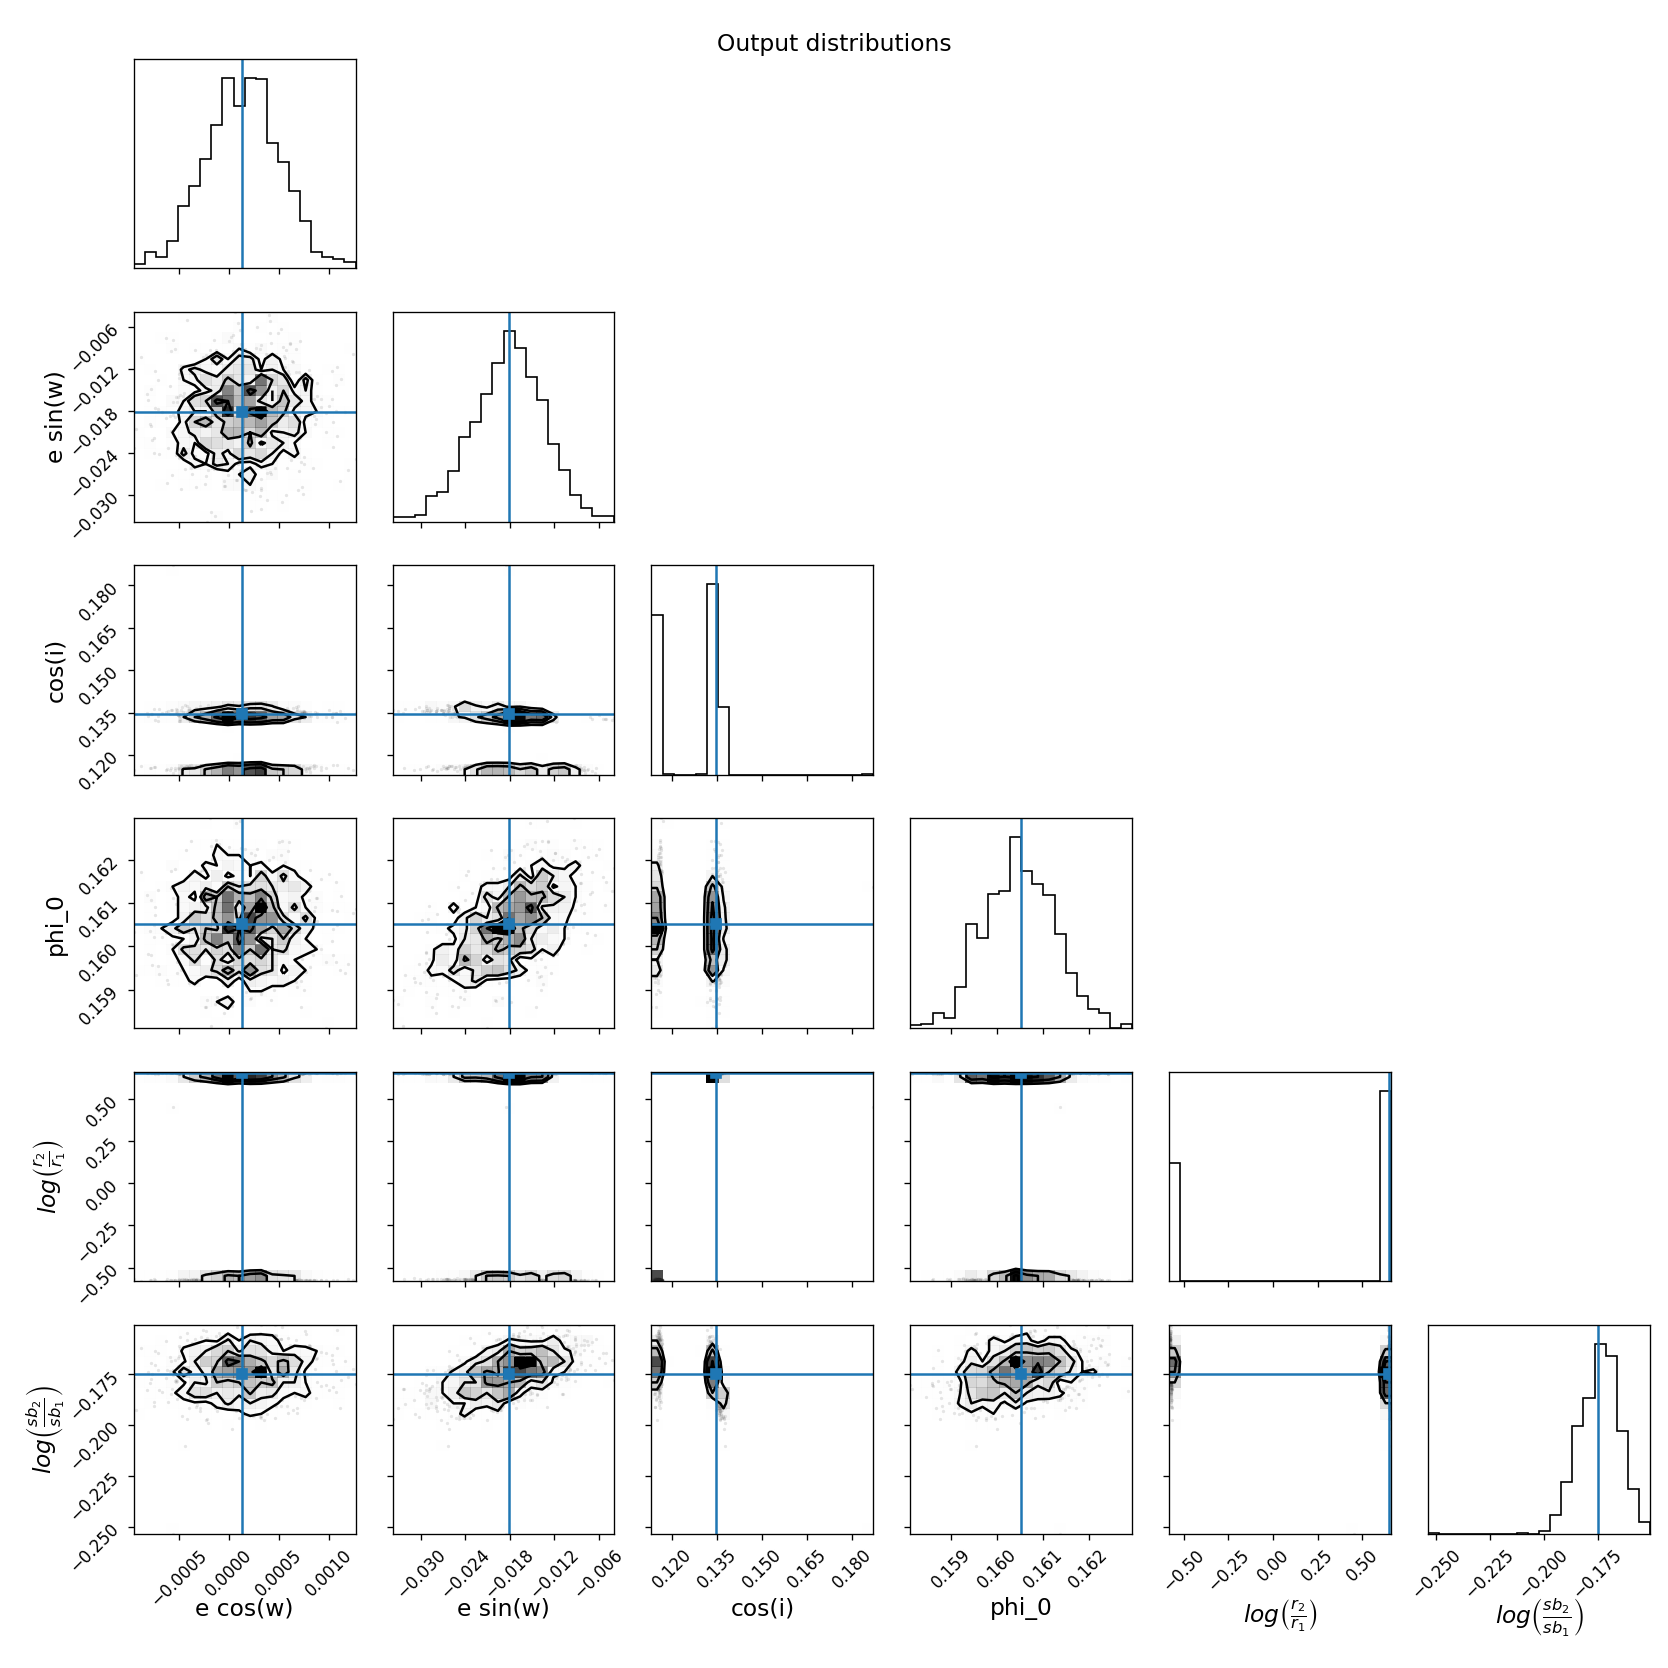 Output distributions
e sin(w)
−0.006
−0.012
−0.018
−0.024
−0.030
cos(i)
0.180
0.165
0.150
0.135
0.120
phi_0
0.162
0.161
0.160
0.159
log(r₂/r₁)
0.50
0.25
0.00
−0.25
−0.50
log(sb₂/sb₁)
−0.175
−0.200
−0.225
−0.250
−0.0005 0.0000 0.0005 0.0010
−0.030 −0.024 −0.018 −0.012 −0.006
0.120 0.135 0.150 0.165 0.180
0.159 0.160 0.161 0.162
−0.50 −0.25 0.00 0.25 0.50
−0.250 −0.225 −0.200 −0.175
e cos(w)
e sin(w)
cos(i)
phi_0
log(r₂/r₁)
log(sb₂/sb₁)